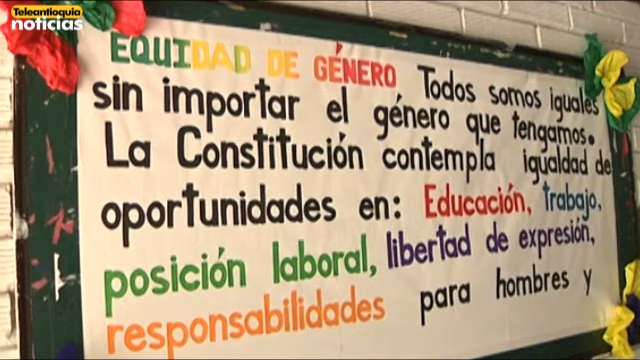 Teleantioquia
noticias
EQUIDAD DE GÉNERO Todos somos iguales
sin importar el género que tengamos.
La Constitución contempla igualdad de
oportunidades en: Educación, trabajo,
posición laboral, libertad de expresión,
responsabilidades para hombres y